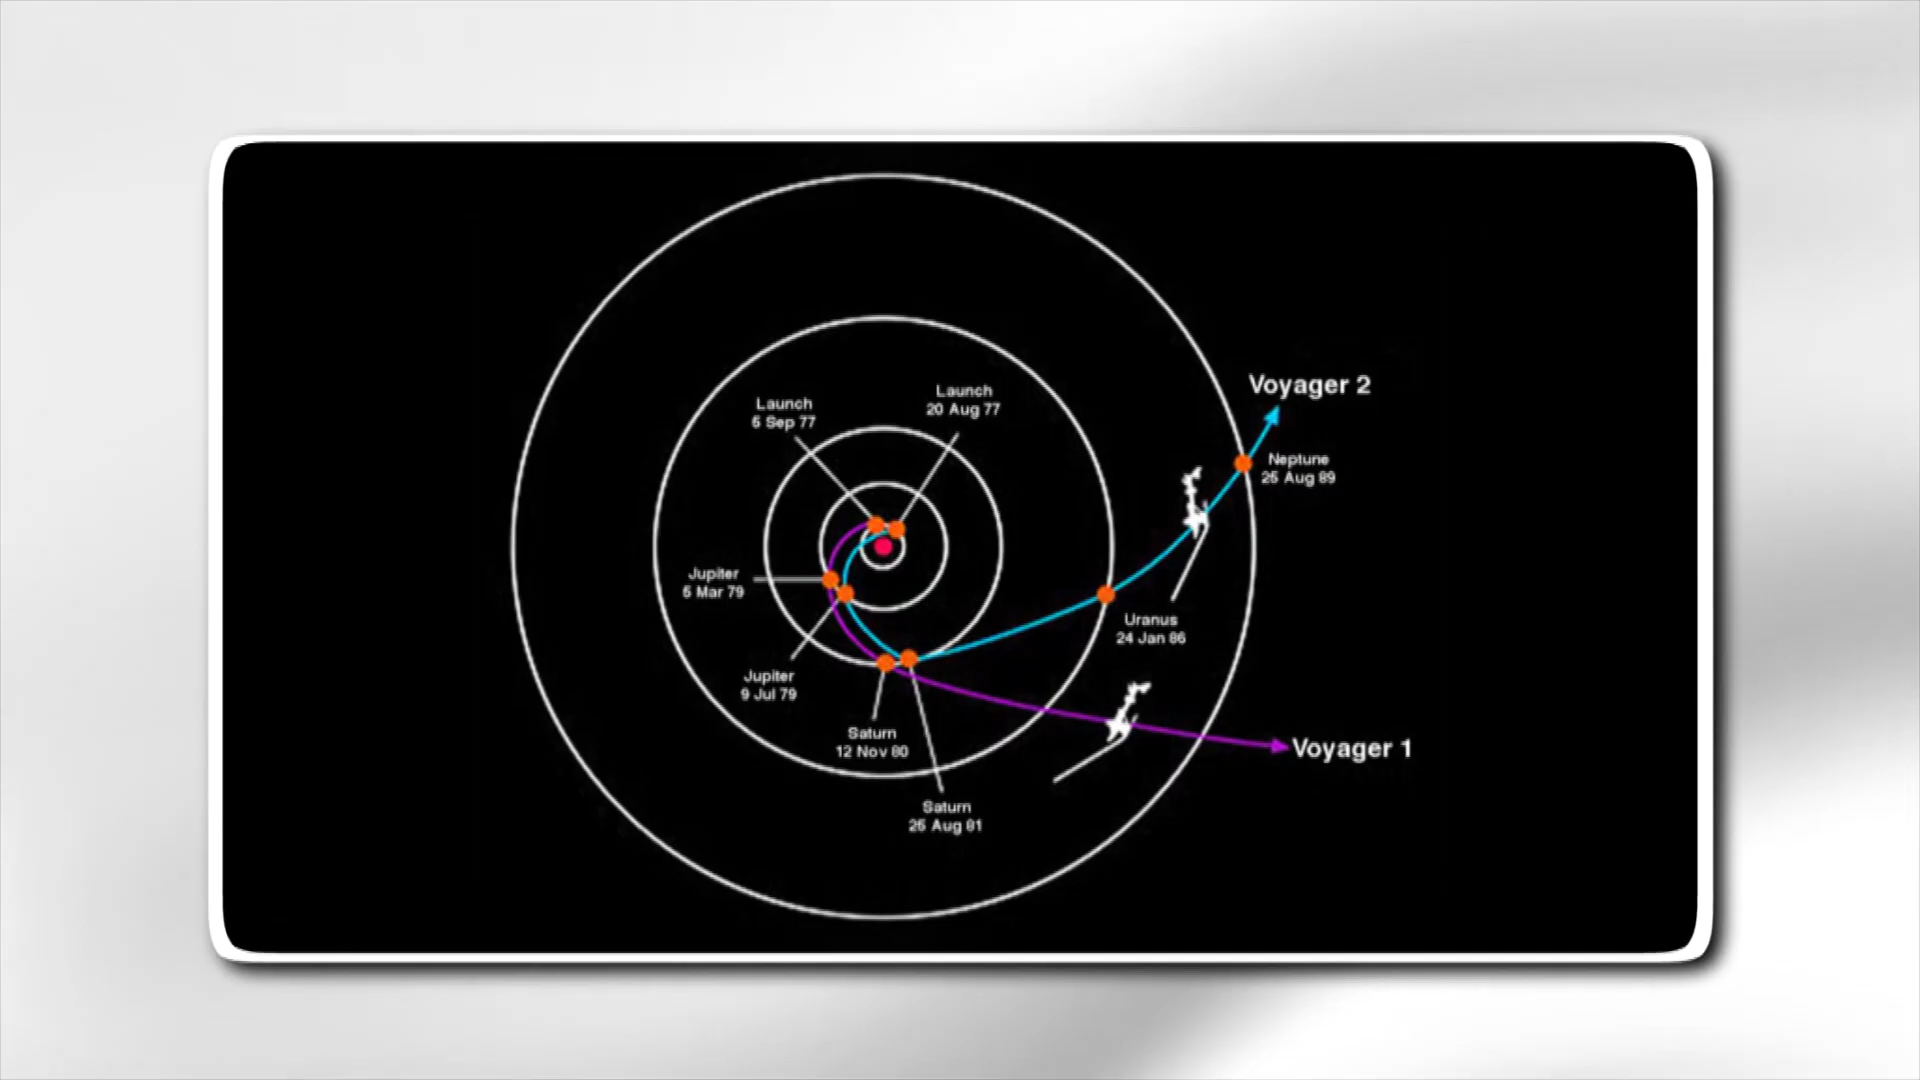 Voyager 2
Launch
20 Aug 77
Launch
5 Sep 77
Neptune
25 Aug 89
Jupiter
5 Mar 79
Uranus
24 Jan 86
Jupiter
9 Jul 79
Saturn
12 Nov 80
Voyager 1
Saturn
25 Aug 81